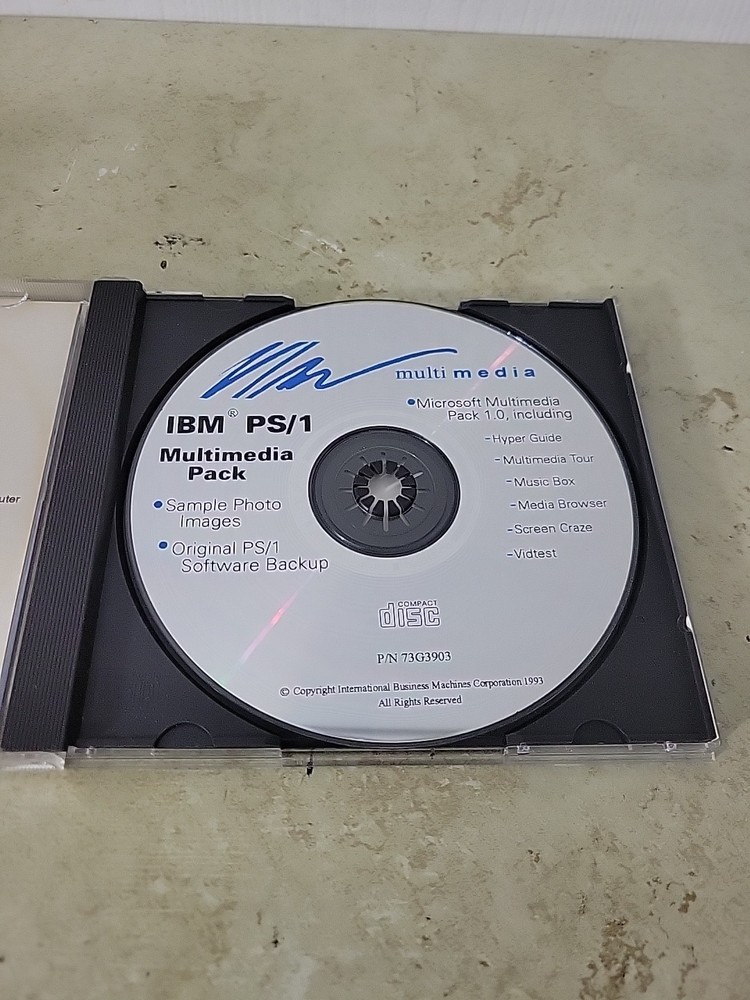 multimedia
IBM® PS/1
Multimedia
Pack
•Sample Photo
Images
•Original PS/1
Software Backup
•Microsoft Multimedia
Pack 1.0, including
-Hyper Guide
-Multimedia Tour
-Music Box
-Media Browser
-Screen Craze
-Vidtest
COMPACT
disc
P/N 73G3903
© Copyright International Business Machines Corporation 1993
All Rights Reserved
uter